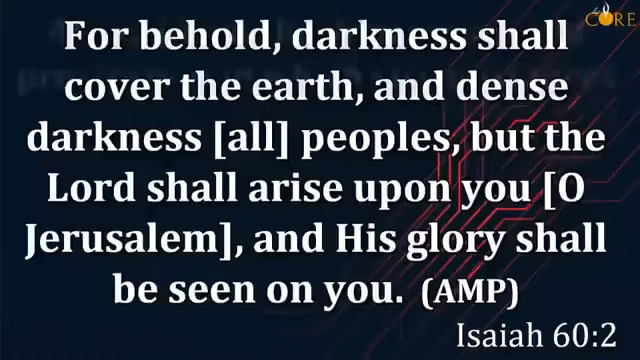 CORE
For behold, darkness shall
cover the earth, and dense
darkness [all] peoples, but the
Lord shall arise upon you [O
Jerusalem], and His glory shall
be seen on you. (AMP)
Isaiah 60:2